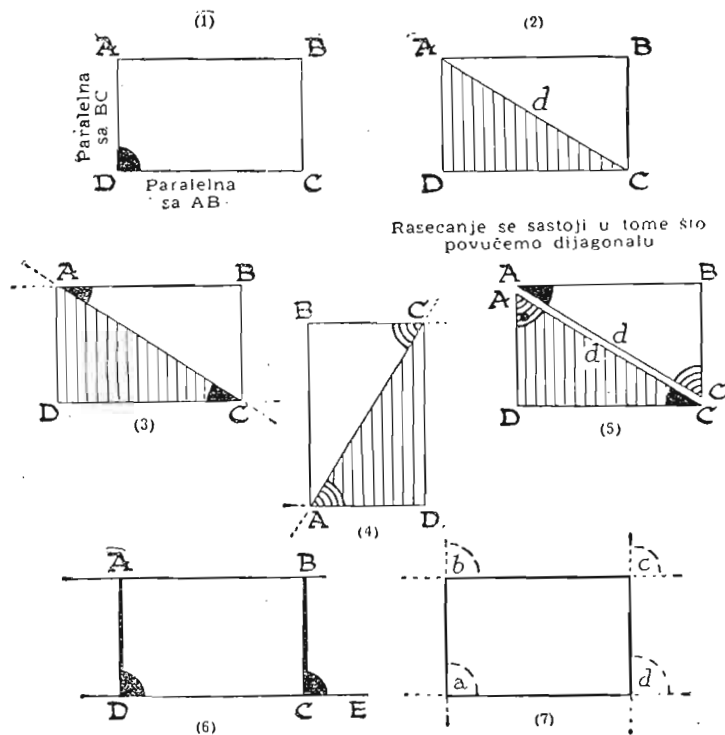 (1)
(2)
A B
A B
Paralelna
sa BC
d
D C
D C
Paralelna
sa AB
Rasecanje se sastoji u tome što
povučemo dijagonalu
A B
D C
(3)
B C
A D
(4)
A B
A
d
d
C
D C
(5)
A B
D C E
(6)
b c
a d
(7)